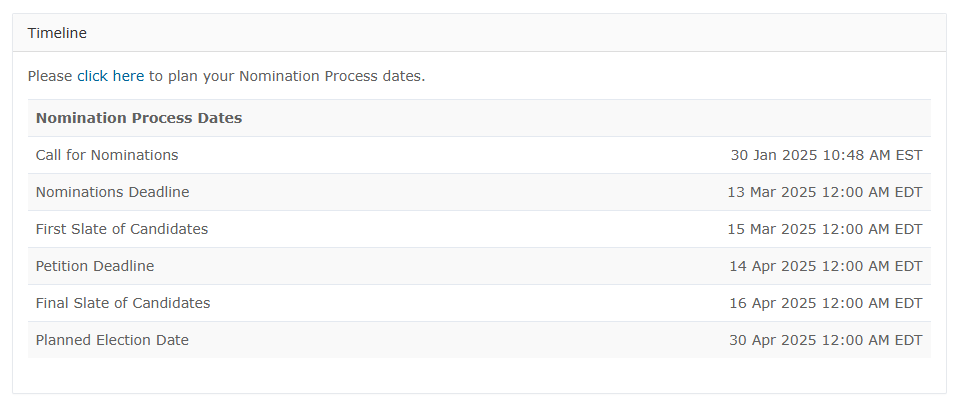 Timeline
Please click here to plan your Nomination Process dates.
Nomination Process Dates
Call for Nominations 30 Jan 2025 10:48 AM EST
Nominations Deadline 13 Mar 2025 12:00 AM EDT
First Slate of Candidates 15 Mar 2025 12:00 AM EDT
Petition Deadline 14 Apr 2025 12:00 AM EDT
Final Slate of Candidates 16 Apr 2025 12:00 AM EDT
Planned Election Date 30 Apr 2025 12:00 AM EDT